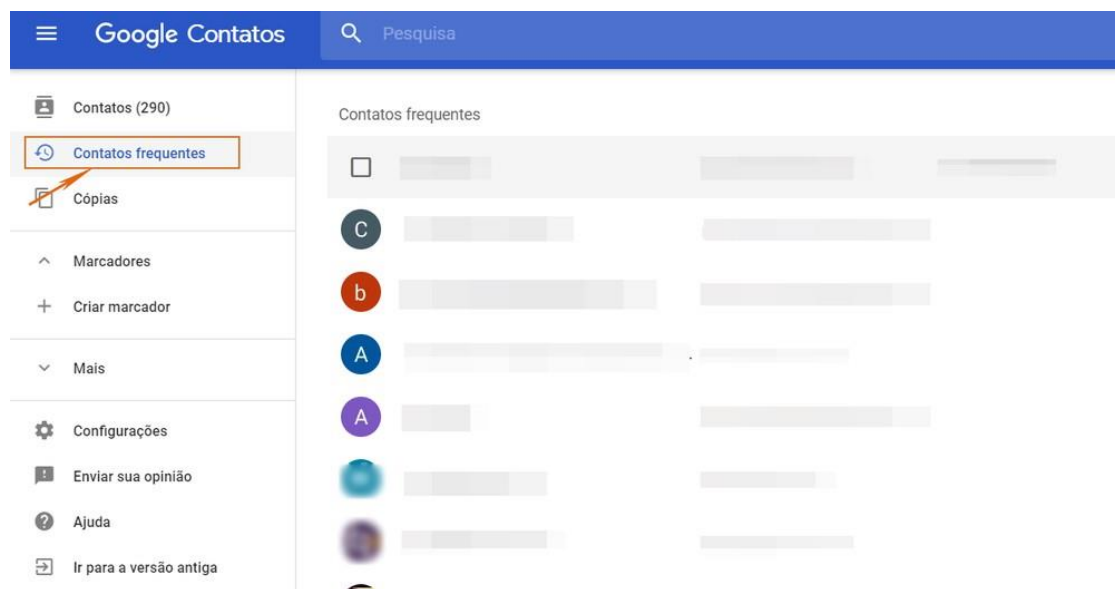 Google Contatos
Pesquisa
Contatos (290)
Contatos frequentes
Cópias
Marcadores
Criar marcador
Mais
Configurações
Enviar sua opinião
Ajuda
Ir para a versão antiga
Contatos frequentes
C
b
A
A